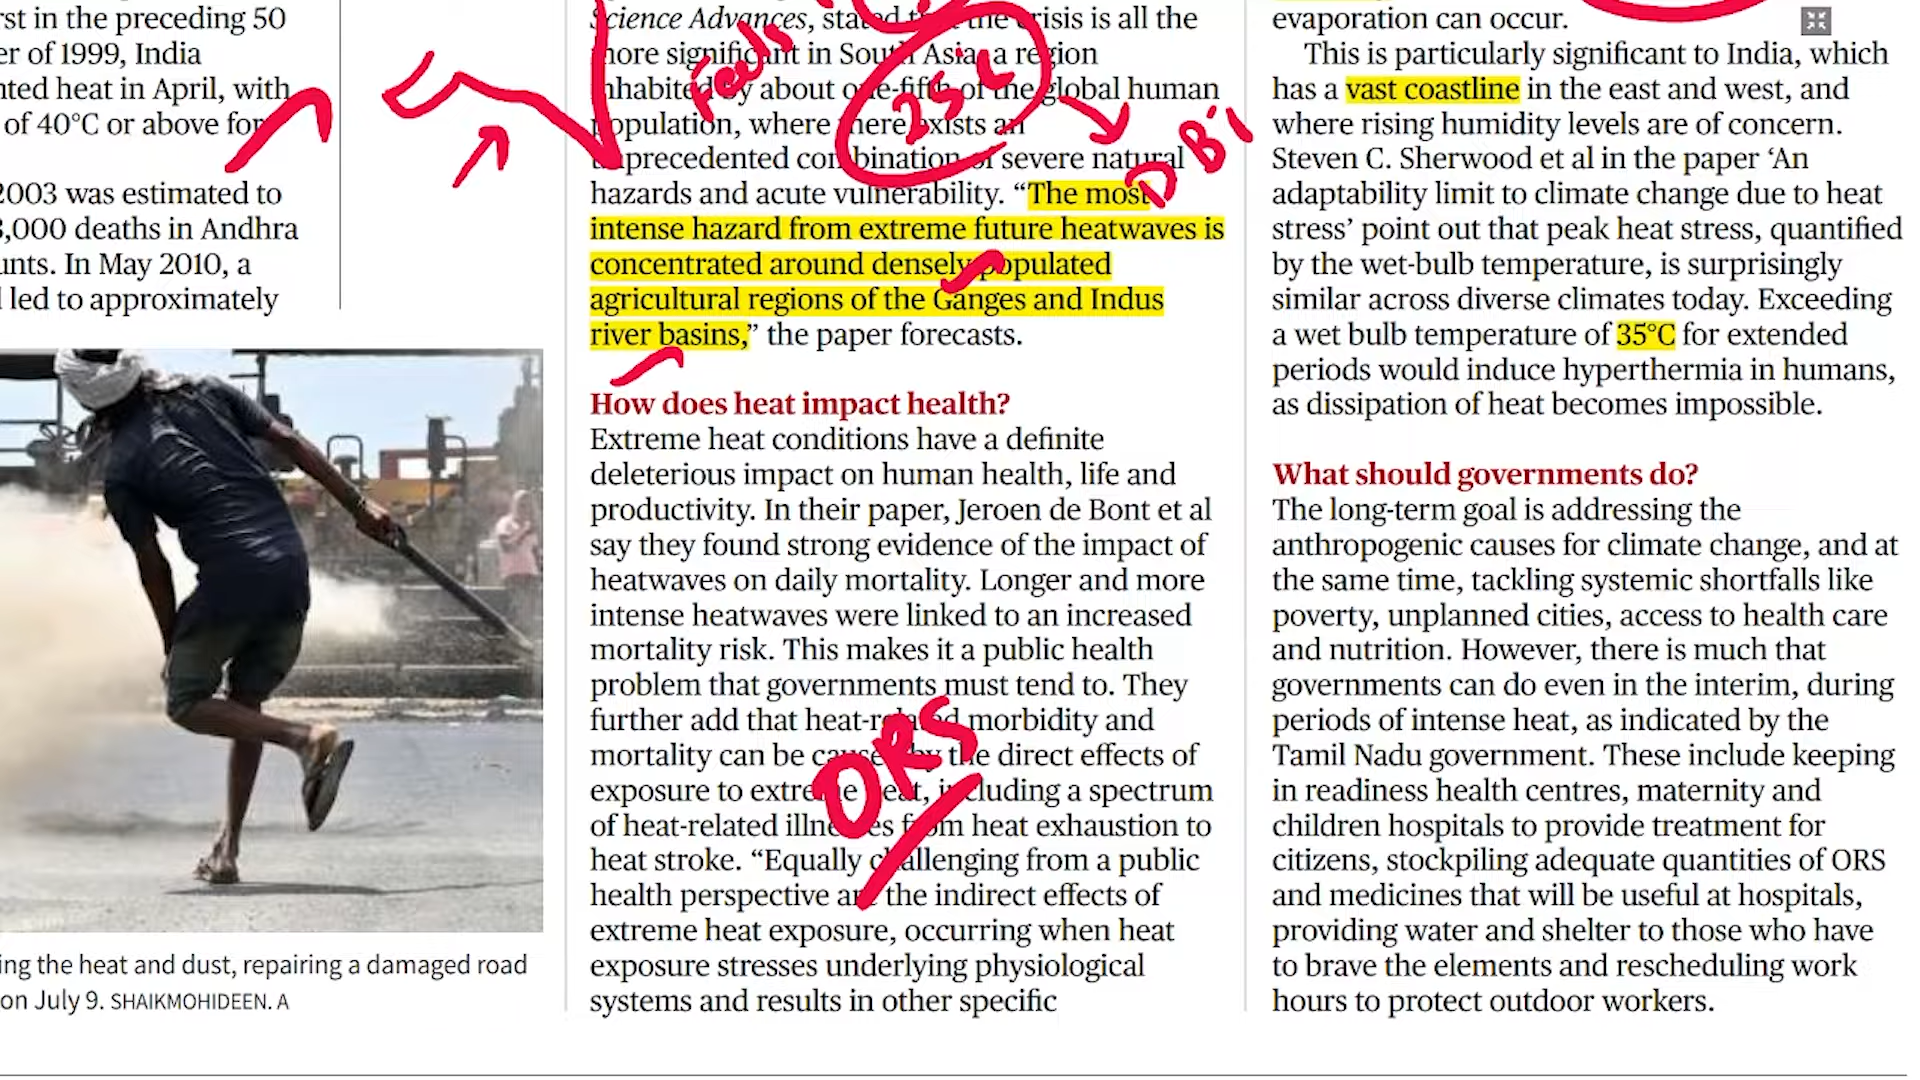 rst in the preceding 50
er of 1999, India
nted heat in April, with
of 40°C or above for
2003 was estimated to
3,000 deaths in Andhra
unts. In May 2010, a
led to approximately
ing the heat and dust, repairing a damaged road
on July 9. SHAIKMOHIDEEN. A
Science Advances, stated that the crisis is all the
more significant in South Asia, a region
inhabited by about one-fifth of the global human
population, where there exists an
unprecedented combination of severe natural
hazards and acute vulnerability. “The most
intense hazard from extreme future heatwaves is
concentrated around densely populated
agricultural regions of the Ganges and Indus
river basins,” the paper forecasts.
How does heat impact health?
Extreme heat conditions have a definite
deleterious impact on human health, life and
productivity. In their paper, Jeroen de Bont et al
say they found strong evidence of the impact of
heatwaves on daily mortality. Longer and more
intense heatwaves were linked to an increased
mortality risk. This makes it a public health
problem that governments must tend to. They
further add that heat-related morbidity and
mortality can be caused by the direct effects of
exposure to extreme heat, including a spectrum
of heat-related illnesses from heat exhaustion to
heat stroke. “Equally challenging from a public
health perspective are the indirect effects of
extreme heat exposure, occurring when heat
exposure stresses underlying physiological
systems and results in other specific
Feels
25
DBi
ORS
evaporation can occur.
This is particularly significant to India, which
has a vast coastline in the east and west, and
where rising humidity levels are of concern.
Steven C. Sherwood et al in the paper ‘An
adaptability limit to climate change due to heat
stress’ point out that peak heat stress, quantified
by the wet-bulb temperature, is surprisingly
similar across diverse climates today. Exceeding
a wet bulb temperature of 35°C for extended
periods would induce hyperthermia in humans,
as dissipation of heat becomes impossible.
What should governments do?
The long-term goal is addressing the
anthropogenic causes for climate change, and at
the same time, tackling systemic shortfalls like
poverty, unplanned cities, access to health care
and nutrition. However, there is much that
governments can do even in the interim, during
periods of intense heat, as indicated by the
Tamil Nadu government. These include keeping
in readiness health centres, maternity and
children hospitals to provide treatment for
citizens, stockpiling adequate quantities of ORS
and medicines that will be useful at hospitals,
providing water and shelter to those who have
to brave the elements and rescheduling work
hours to protect outdoor workers.